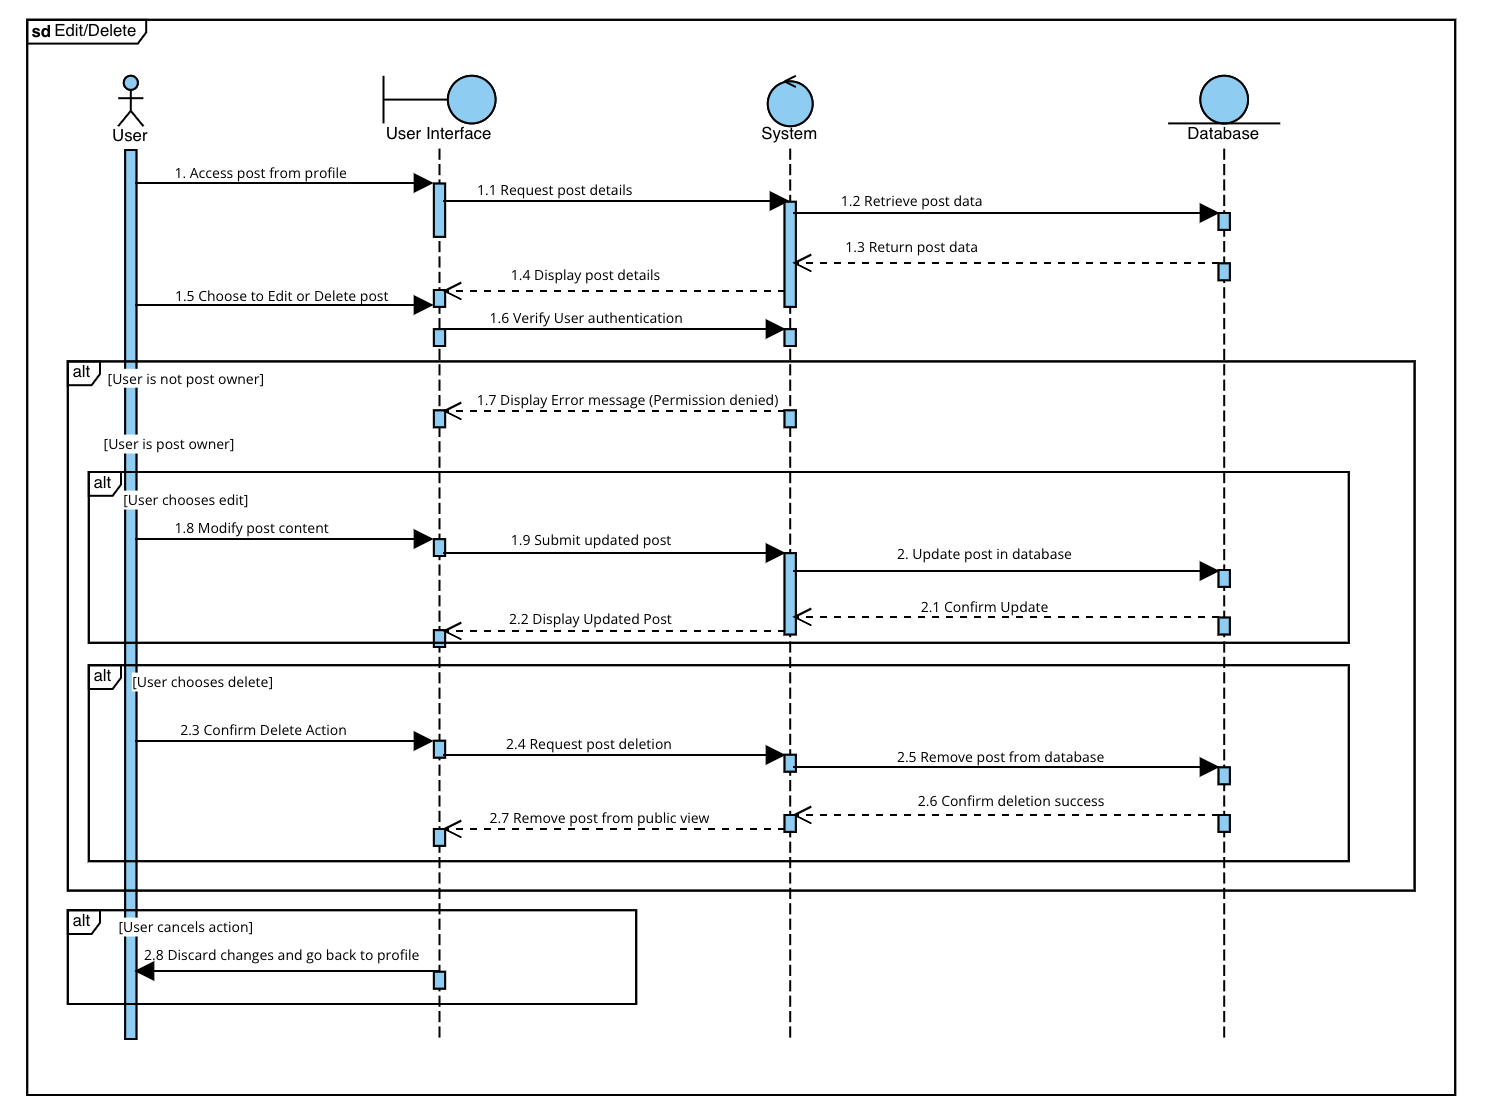 sd Edit/Delete
User
User Interface
System
Database
1. Access post from profile
1.1 Request post details
1.2 Retrieve post data
1.3 Return post data
1.4 Display post details
1.5 Choose to Edit or Delete post
1.6 Verify User authentication
alt
[User is not post owner]
1.7 Display Error message (Permission denied)
[User is post owner]
alt
[User chooses edit]
1.8 Modify post content
1.9 Submit updated post
2. Update post in database
2.1 Confirm Update
2.2 Display Updated Post
alt
[User chooses delete]
2.3 Confirm Delete Action
2.4 Request post deletion
2.5 Remove post from database
2.6 Confirm deletion success
2.7 Remove post from public view
alt
[User cancels action]
2.8 Discard changes and go back to profile